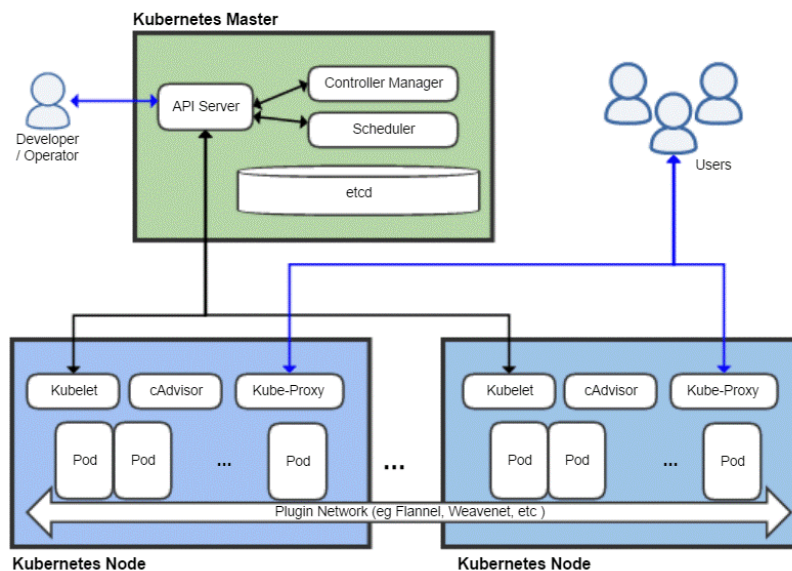 Kubernetes Master
API Server
Controller Manager
Scheduler
etcd
Developer
/ Operator
Users
Kubelet
cAdvisor
Kube-Proxy
Pod
Pod
...
Pod
...
Kubelet
cAdvisor
Kube-Proxy
Pod
Pod
...
Pod
Plugin Network (eg Flannel, Weavenet, etc )
Kubernetes Node
Kubernetes Node